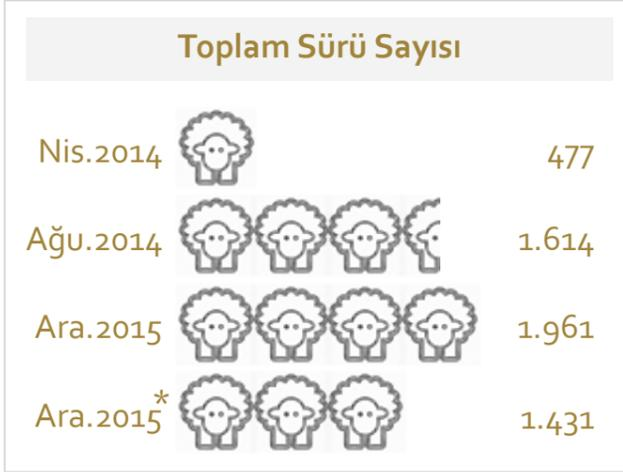 Toplam Sürü Sayısı
Nis.2014 477
Ağu.2014 1.614
Ara.2015 1.961
Ara.2015* 1.431